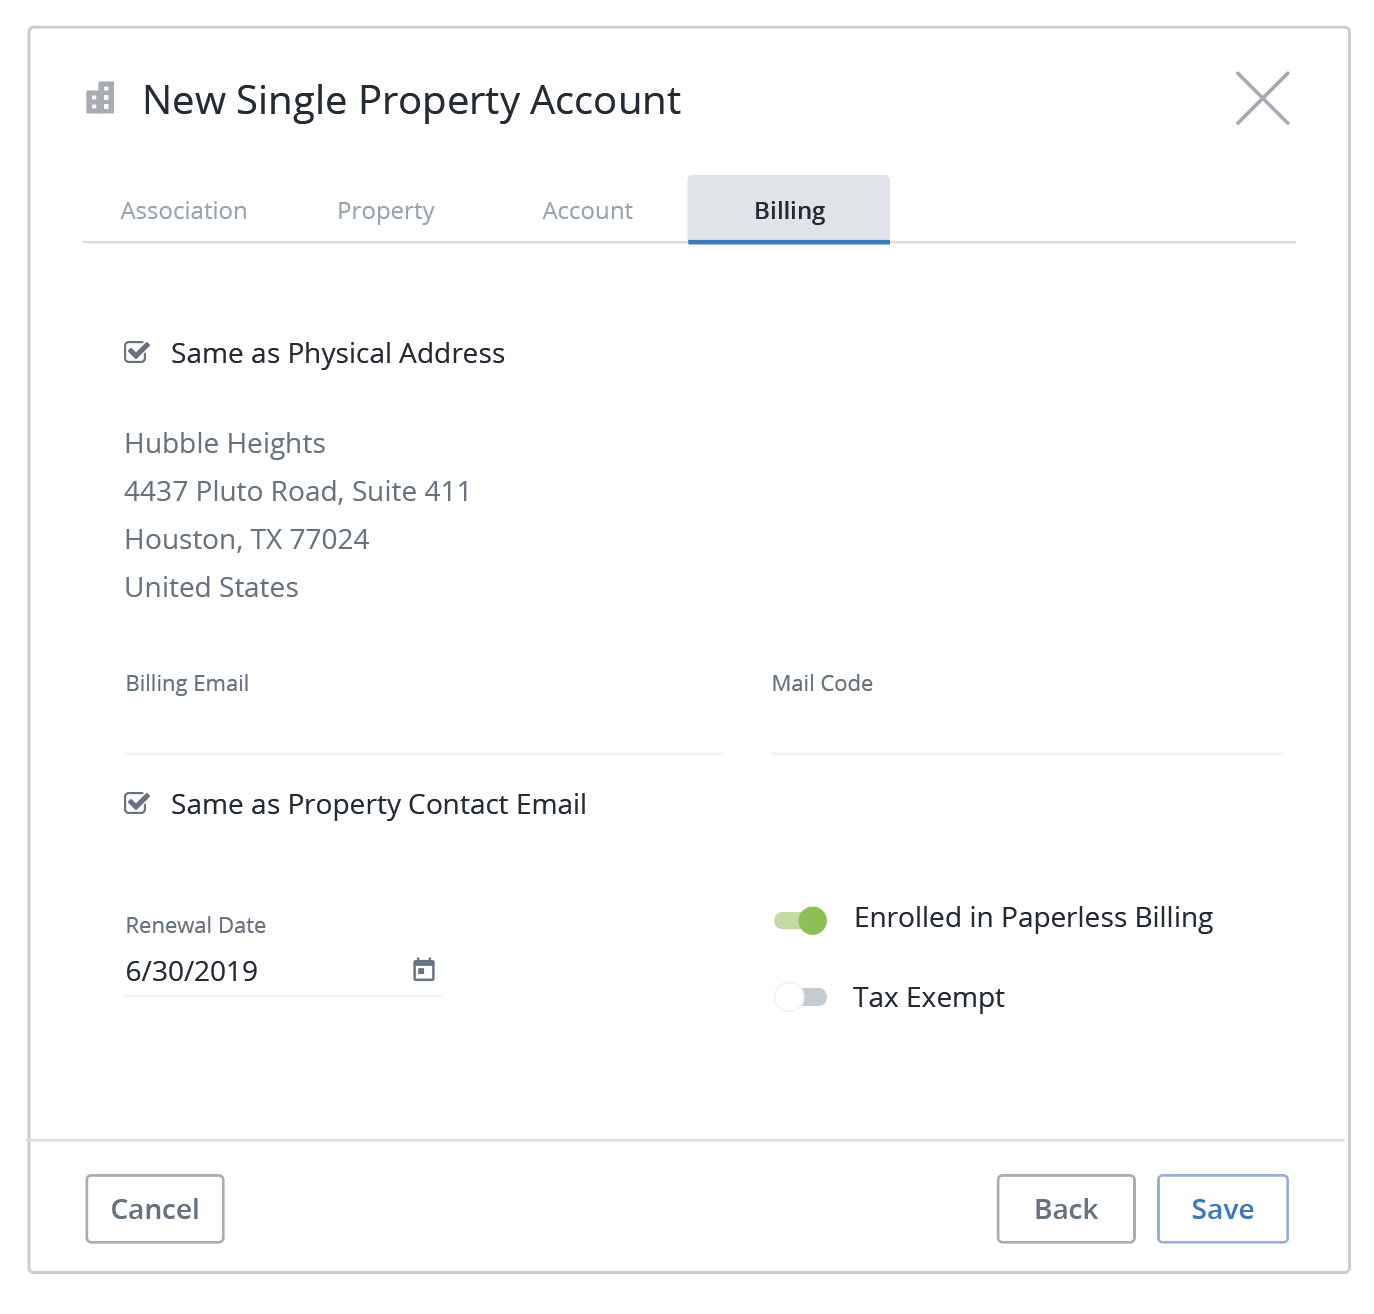 New Single Property Account
Association Property Account Billing
Same as Physical Address
Hubble Heights
4437 Pluto Road, Suite 411
Houston, TX 77024
United States
Billing Email Mail Code
Same as Property Contact Email
Renewal Date
6/30/2019
Enrolled in Paperless Billing
Tax Exempt
Cancel Back Save